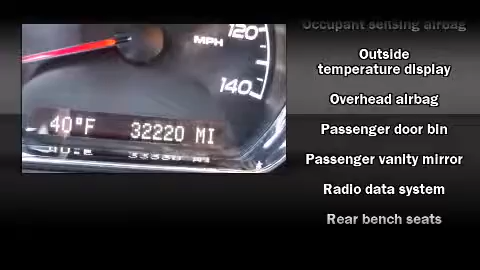 120
MPH
140
40°F 32220 MI
Occupant sensing airbag
Outside
temperature display
Overhead airbag
Passenger door bin
Passenger vanity mirror
Radio data system
Rear bench seats